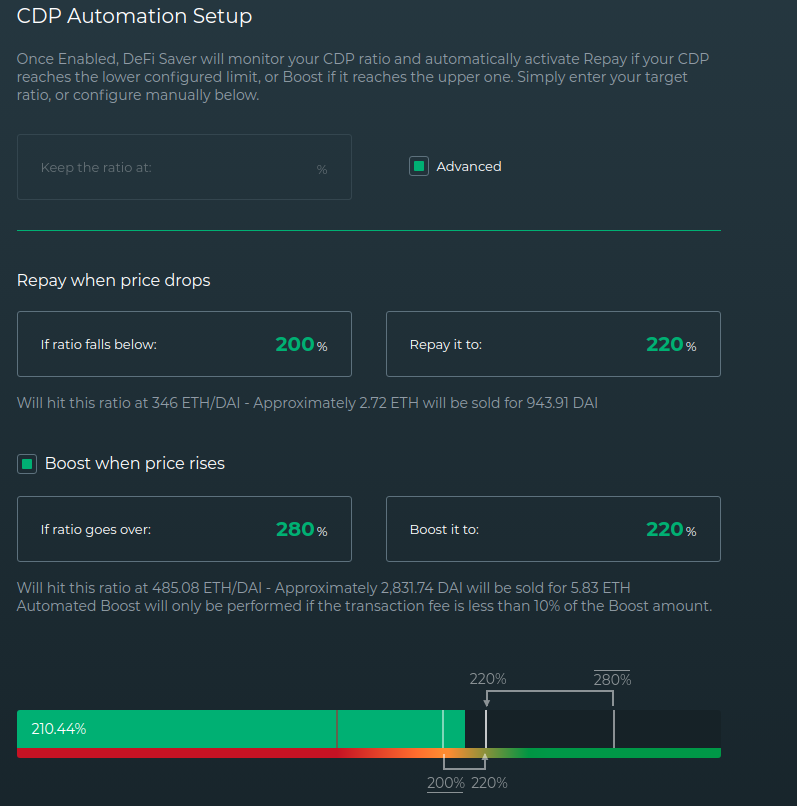 CDP Automation Setup
Once Enabled, DeFi Saver will monitor your CDP ratio and automatically activate Repay if your CDP
reaches the lower configured limit, or Boost if it reaches the upper one. Simply enter your target
ratio, or configure manually below.
Keep the ratio at: %
Advanced
Repay when price drops
If ratio falls below: 200 %
Repay it to: 220 %
Will hit this ratio at 346 ETH/DAI - Approximately 2.72 ETH will be sold for 943.91 DAI
Boost when price rises
If ratio goes over: 280 %
Boost it to: 220 %
Will hit this ratio at 485.08 ETH/DAI - Approximately 2,831.74 DAI will be sold for 5.83 ETH
Automated Boost will only be performed if the transaction fee is less than 10% of the Boost amount.
220% 280%
210.44%
200% 220%